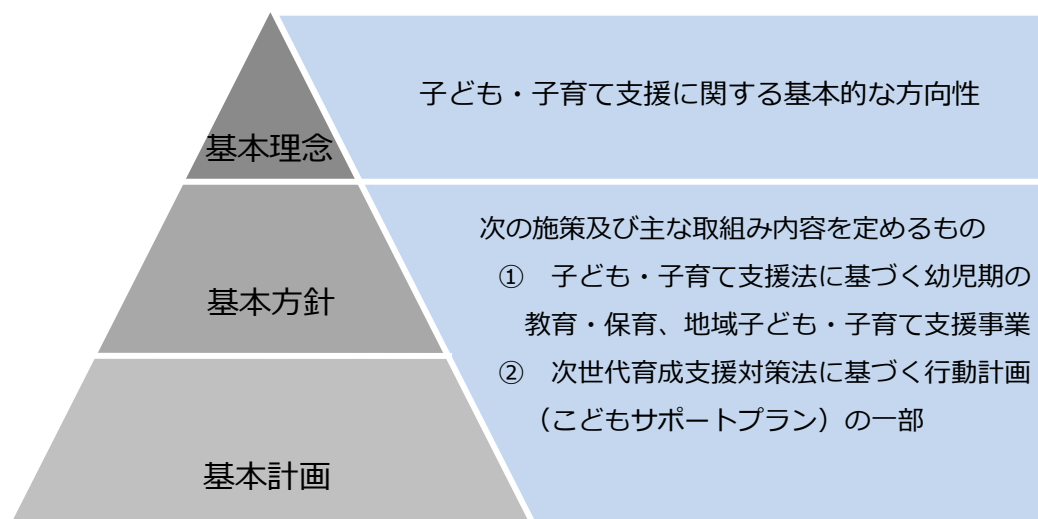 子ども・子育て支援に関する基本的な方向性
基本理念
次の施策及び主な取組み内容を定めるもの
① 子ども・子育て支援法に基づく幼児期の
教育・保育、地域子ども・子育て支援事業
基本方針
② 次世代育成支援対策法に基づく行動計画
（こどもサポートプラン）の一部
基本計画